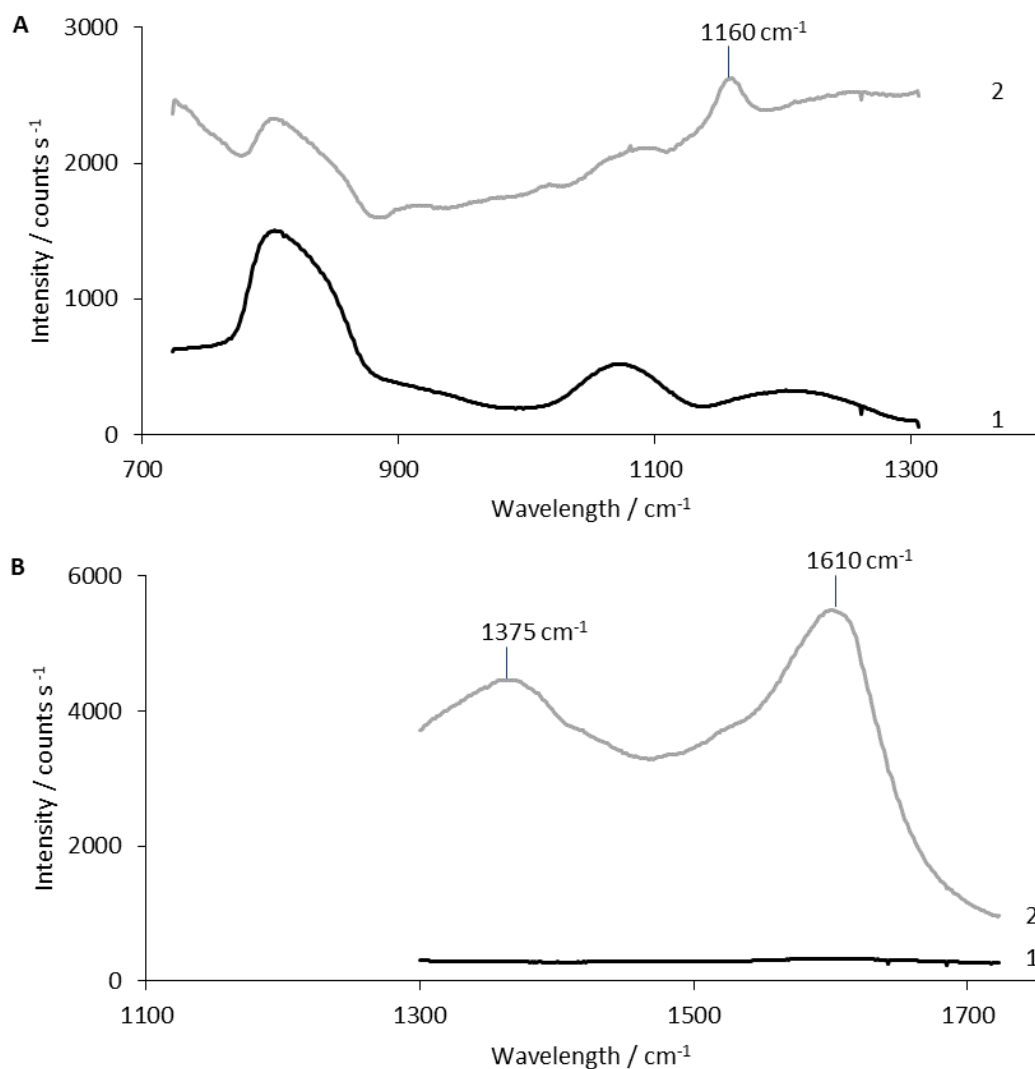 A
3000
1160 cm⁻¹
2
2000
Intensity / counts s ⁻¹
1000
1
0
700
900
1100
1300
Wavelength / cm⁻¹
B
6000
1610 cm⁻¹
1375 cm⁻¹
4000
Intensity / counts s ⁻¹
2000
2
1
0
1100
1300
1500
1700
Wavelength / cm⁻¹